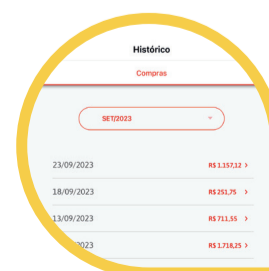 Histórico
Compras
SET/2023
23/09/2023 R$ 1.157,12 >
18/09/2023 R$ 251,75 >
13/09/2023 R$ 711,55 >
/2023 R$ 1.718,25 >